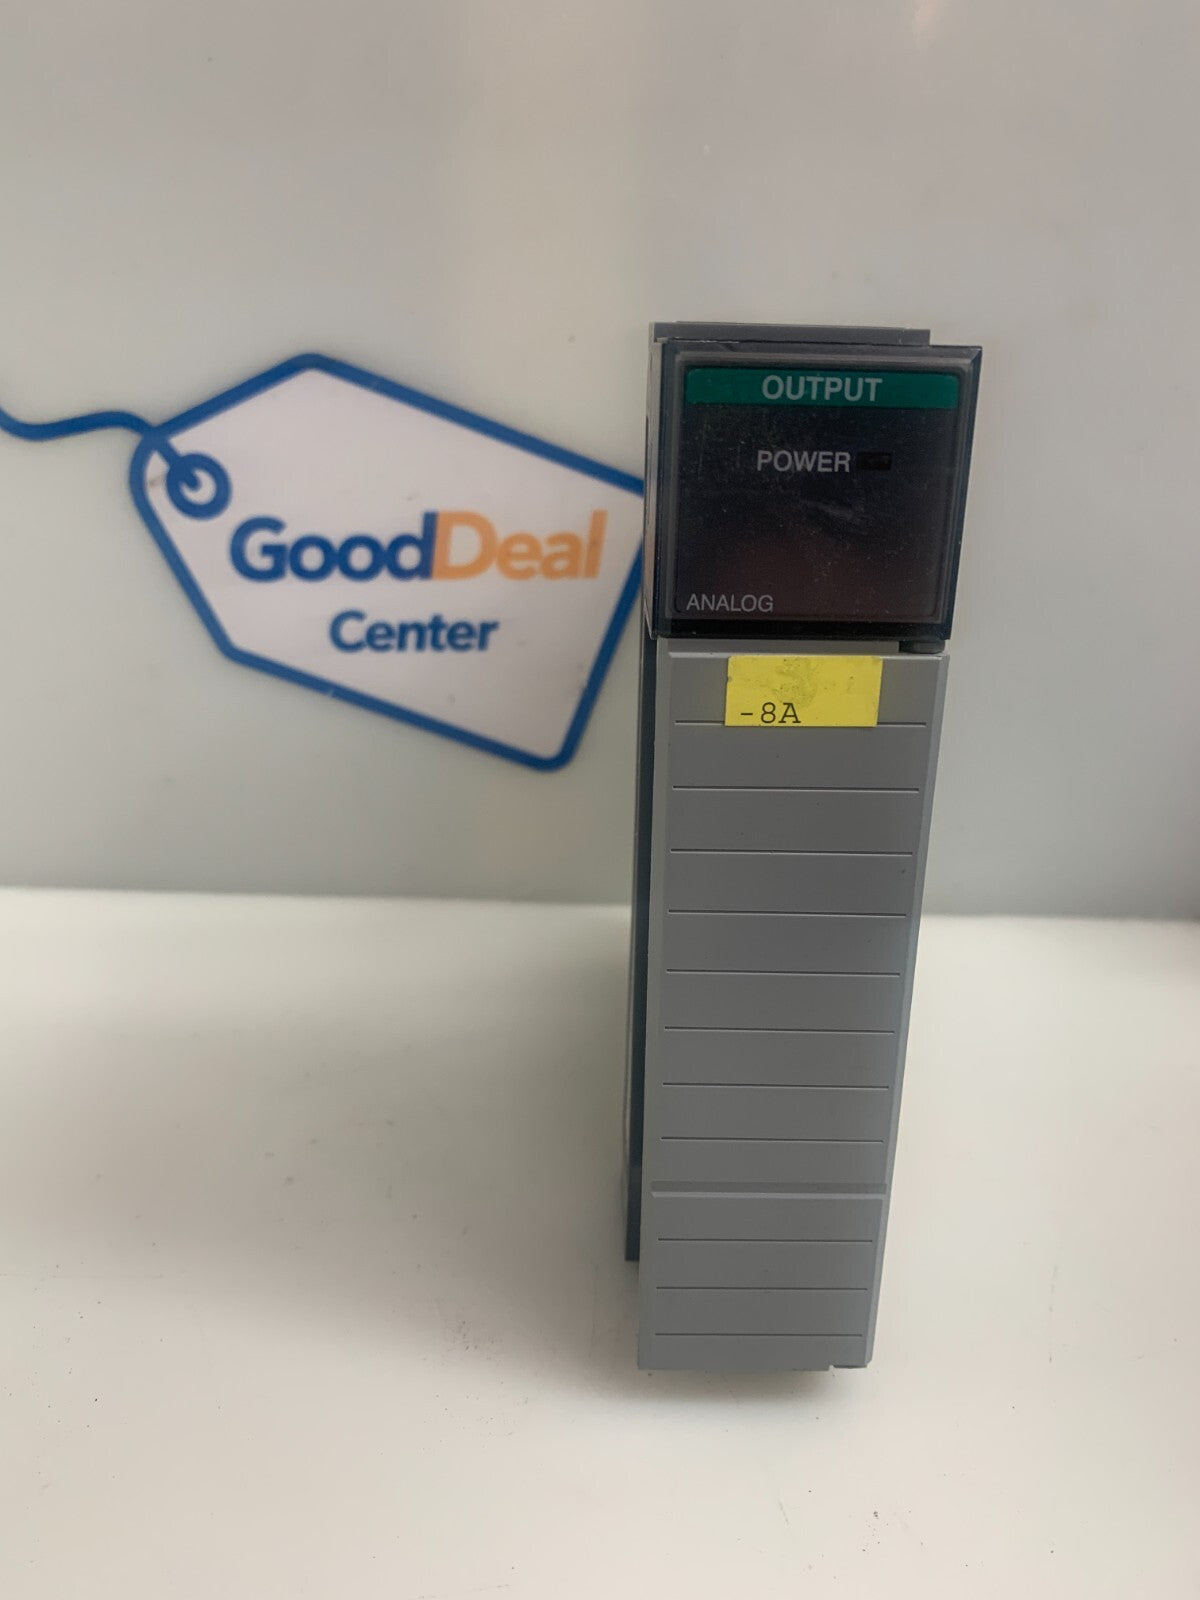 GoodDeal
Center
OUTPUT
POWER
ANALOG
-8A